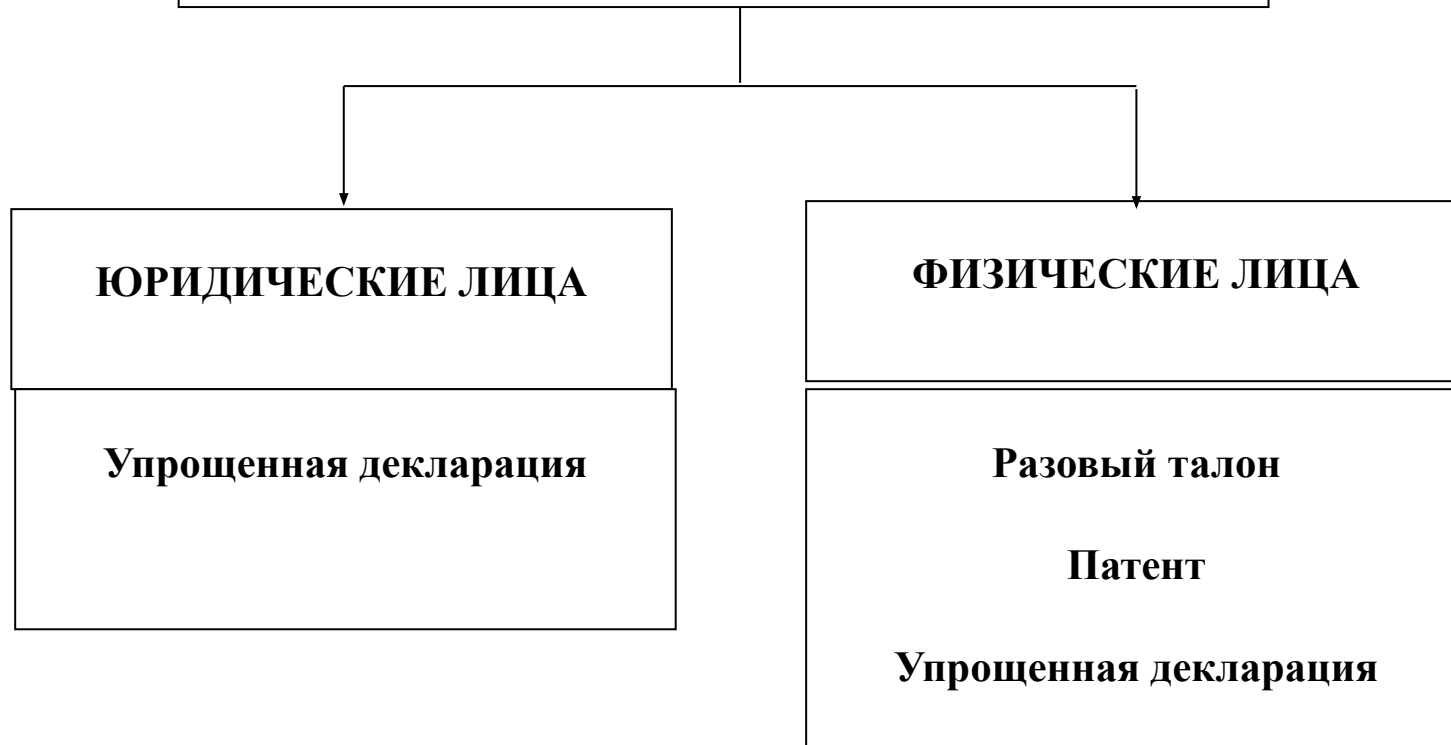 ЮРИДИЧЕСКИЕ ЛИЦА
Упрощенная декларация
ФИЗИЧЕСКИЕ ЛИЦА
Разовый талон
Патент
Упрощенная декларация